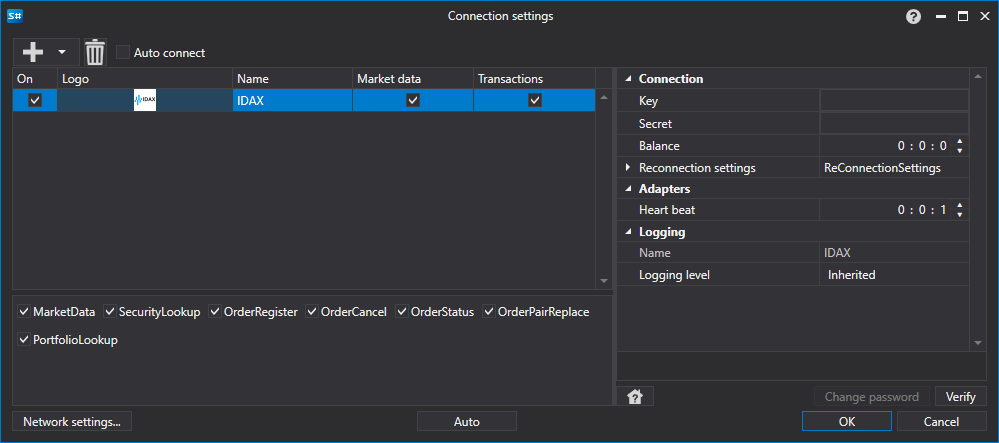 S#
Connection settings
?
Auto connect
On Logo Name Market data Transactions
IDAX IDAX
Connection
Key
Secret
Balance 0 : 0 : 0
Reconnection settings ReConnectionSettings
Adapters
Heart beat 0 : 0 : 1
Logging
Name IDAX
Logging level Inherited
MarketData SecurityLookup OrderRegister OrderCancel OrderStatus OrderPairReplace
PortfolioLookup
?
Change password Verify
Network settings... Auto OK Cancel